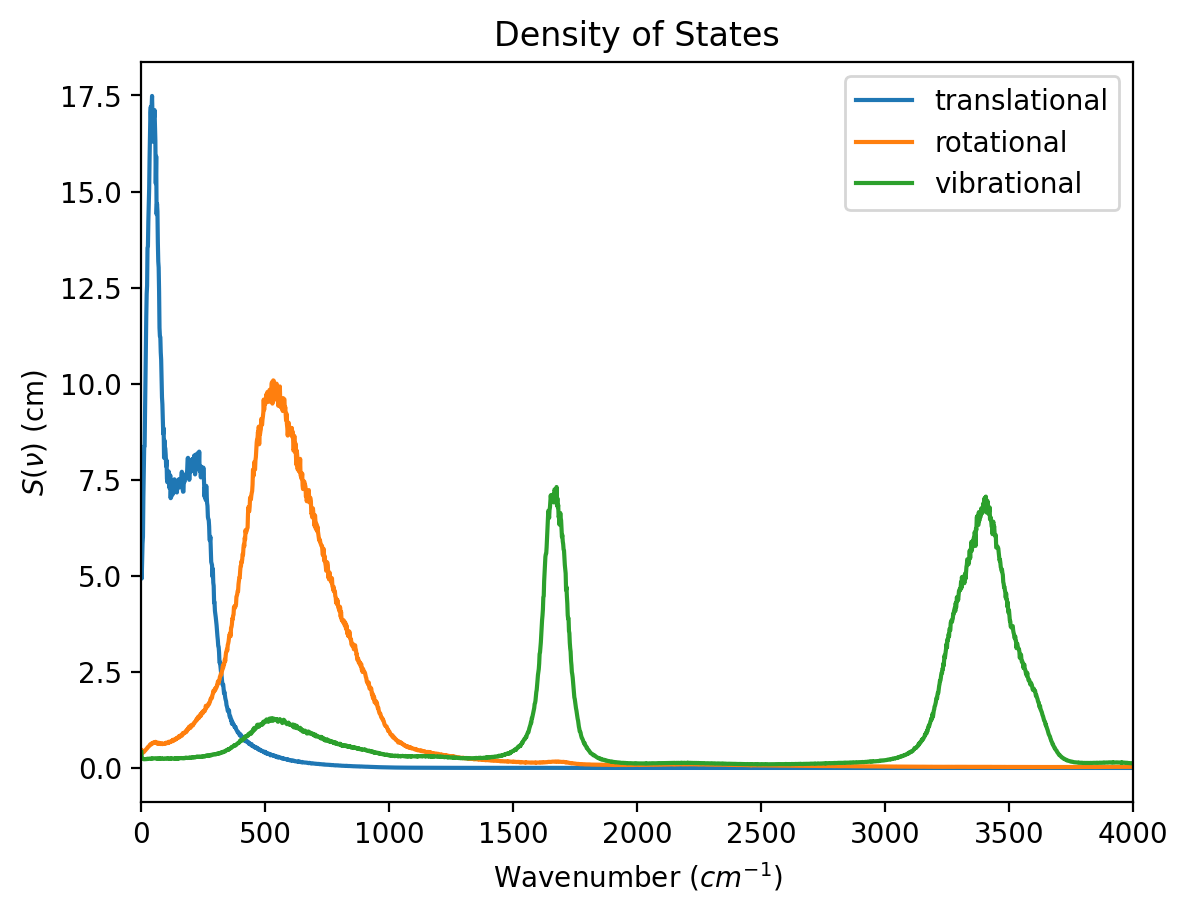 Density of States
translational
rotational
vibrational
17.5
15.0
12.5
10.0
7.5
5.0
2.5
0.0
S(ν) (cm)
0 500 1000 1500 2000 2500 3000 3500 4000
Wavenumber (cm⁻¹)